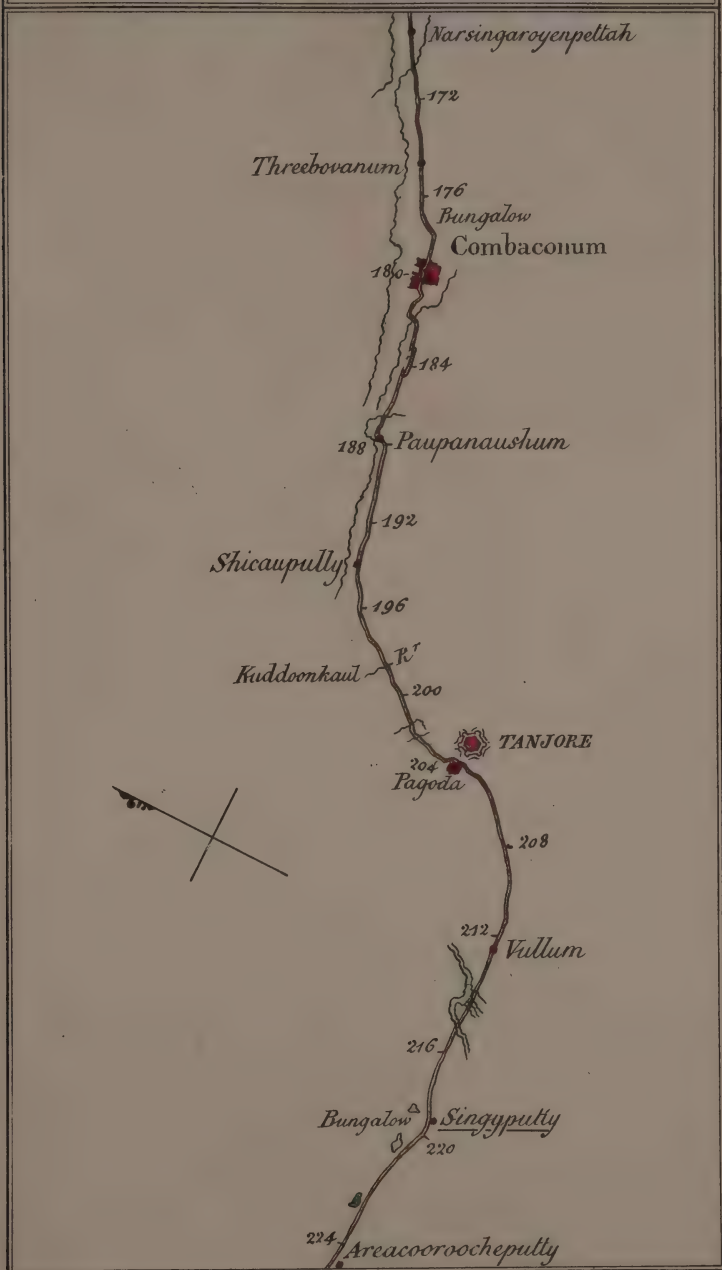 Narsingaroyenpettah
172
Threebovanum
176
Bungalow
Combaconum
180
184
188
Paupanaushum
192
Shicaupully
196
Rr
Kuddoonkaul
200
TANJORE
204
Pagoda
208
212
Vullum
216
Bungalow
Singyputty
220
224
Areacooroocheputty